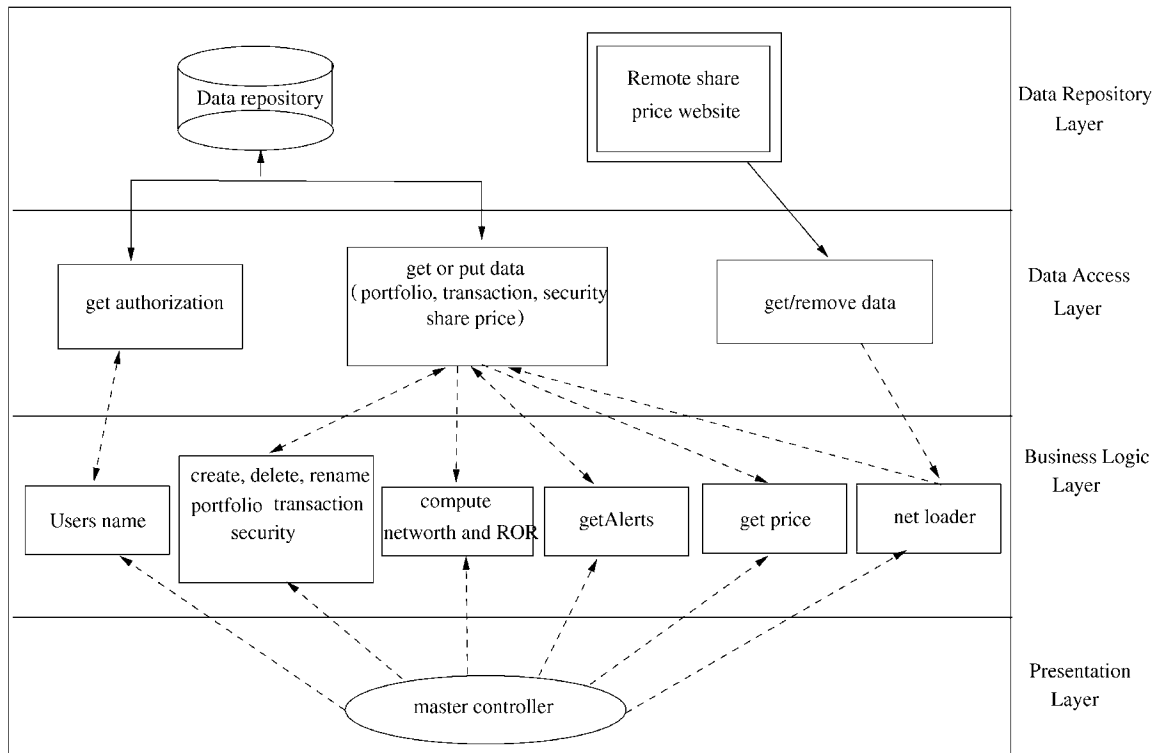 Data repository
Remote share
price website
Data Repository
Layer
get authorization
get or put data
(portfolio, transaction, security
share price)
get/remove data
Data Access
Layer
Users name
create, delete, rename
portfolio transaction
security
compute
networth and ROR
getAlerts
get price
net loader
Business Logic
Layer
master controller
Presentation
Layer